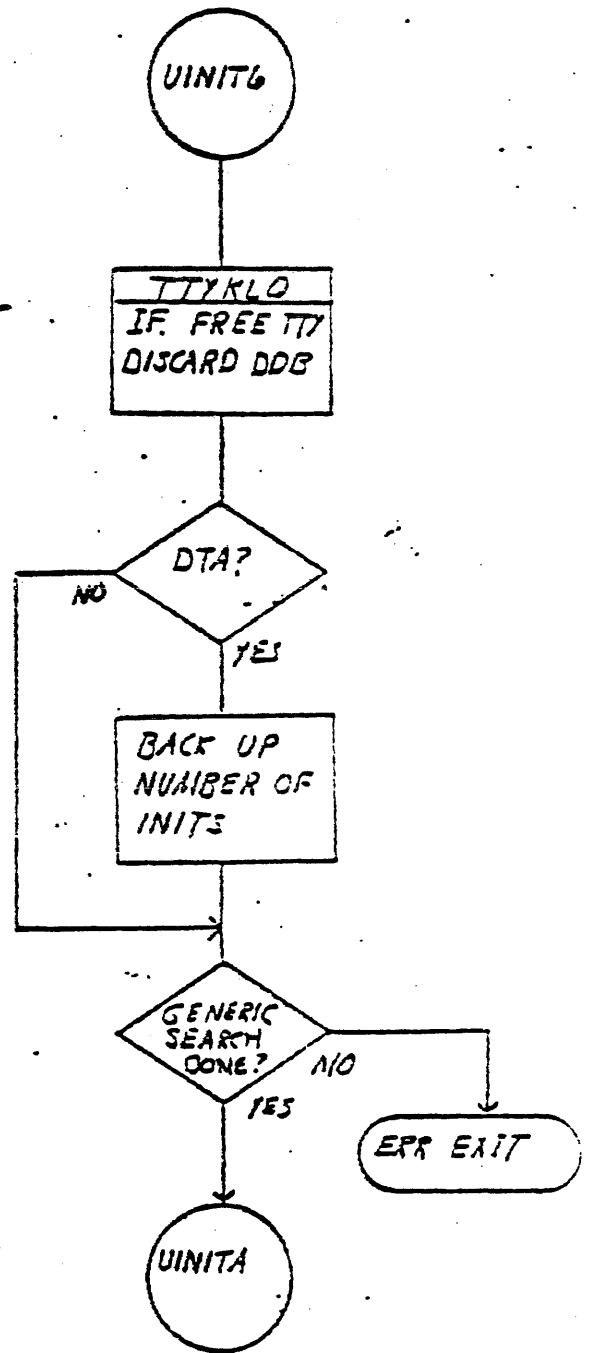 UINIT6
TTYKLO
IF. FREE TTY
DISCARD DDB
DTA?
NO
YES
BACK UP
NUMBER OF
INITS
GENERIC
SEARCH
DONE?
NO
YES
ERR EXIT
UINITA